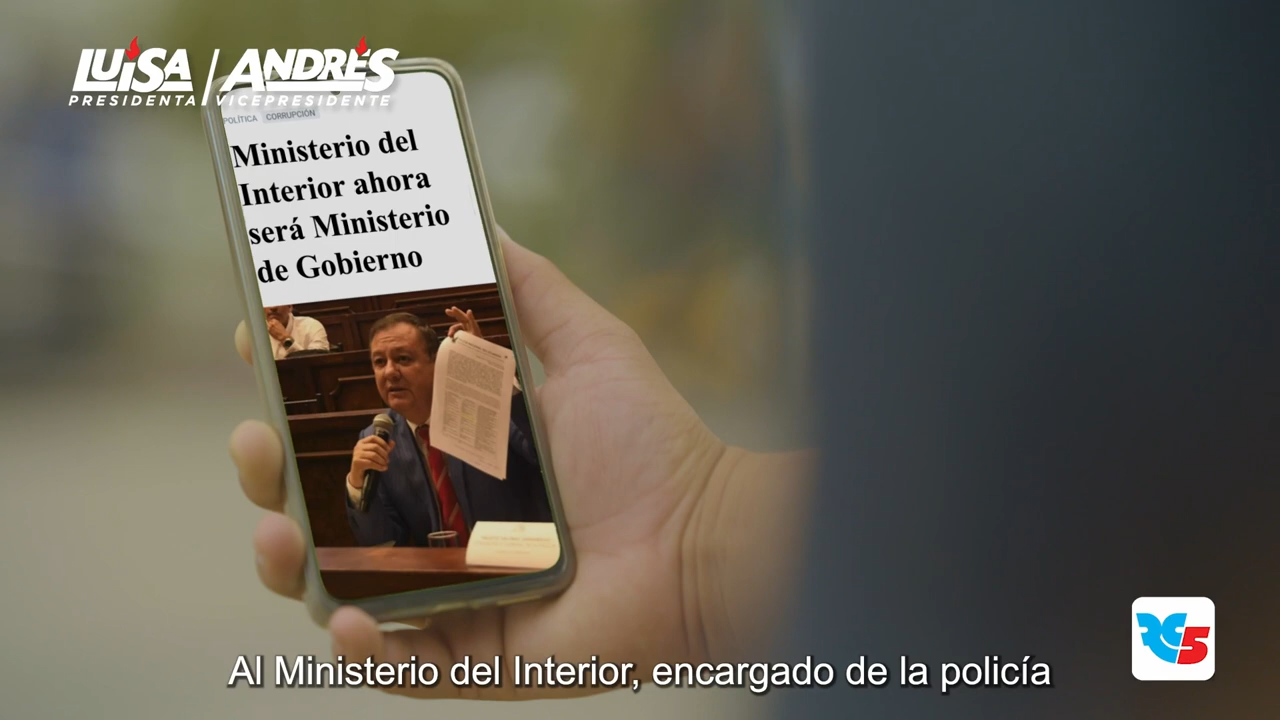 LUISA ANDRÉS
PRESIDENTA VICEPRESIDENTE
POLÍTICA CORRUPCIÓN
Ministerio del
Interior ahora
será Ministerio
de Gobierno
RC5
Al Ministerio del Interior, encargado de la policía